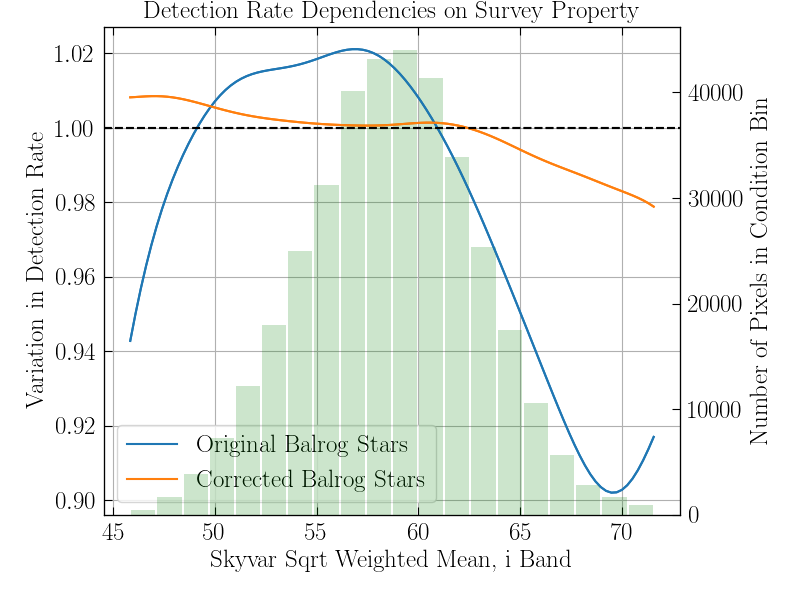 Detection Rate Dependencies on Survey Property
Variation in Detection Rate
1.02
1.00
0.98
0.96
0.94
0.92
0.90
40000
30000
20000
10000
0
Number of Pixels in Condition Bin
Original Balrog Stars
Corrected Balrog Stars
45 50 55 60 65 70
Skyvar Sqrt Weighted Mean, i Band